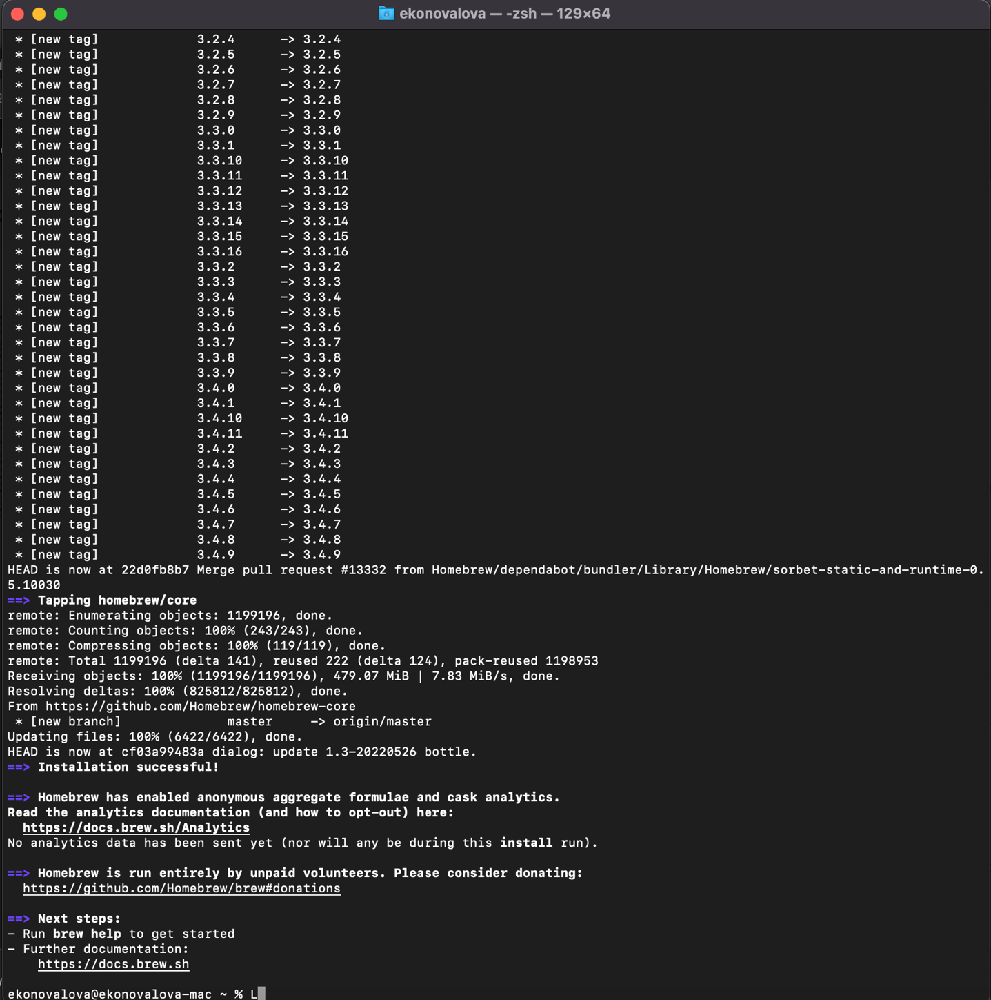 ekonovalova — -zsh — 129×64
* [new tag] 3.2.4 -> 3.2.4
* [new tag] 3.2.5 -> 3.2.5
* [new tag] 3.2.6 -> 3.2.6
* [new tag] 3.2.7 -> 3.2.7
* [new tag] 3.2.8 -> 3.2.8
* [new tag] 3.2.9 -> 3.2.9
* [new tag] 3.3.0 -> 3.3.0
* [new tag] 3.3.1 -> 3.3.1
* [new tag] 3.3.10 -> 3.3.10
* [new tag] 3.3.11 -> 3.3.11
* [new tag] 3.3.12 -> 3.3.12
* [new tag] 3.3.13 -> 3.3.13
* [new tag] 3.3.14 -> 3.3.14
* [new tag] 3.3.15 -> 3.3.15
* [new tag] 3.3.16 -> 3.3.16
* [new tag] 3.3.2 -> 3.3.2
* [new tag] 3.3.3 -> 3.3.3
* [new tag] 3.3.4 -> 3.3.4
* [new tag] 3.3.5 -> 3.3.5
* [new tag] 3.3.6 -> 3.3.6
* [new tag] 3.3.7 -> 3.3.7
* [new tag] 3.3.8 -> 3.3.8
* [new tag] 3.3.9 -> 3.3.9
* [new tag] 3.4.0 -> 3.4.0
* [new tag] 3.4.1 -> 3.4.1
* [new tag] 3.4.10 -> 3.4.10
* [new tag] 3.4.11 -> 3.4.11
* [new tag] 3.4.2 -> 3.4.2
* [new tag] 3.4.3 -> 3.4.3
* [new tag] 3.4.4 -> 3.4.4
* [new tag] 3.4.5 -> 3.4.5
* [new tag] 3.4.6 -> 3.4.6
* [new tag] 3.4.7 -> 3.4.7
* [new tag] 3.4.8 -> 3.4.8
* [new tag] 3.4.9 -> 3.4.9
HEAD is now at 22d0fb8b7 Merge pull request #13332 from Homebrew/dependabot/bundler/Library/Homebrew/sorbet-static-and-runtime-0.
5.10030
==> Tapping homebrew/core
remote: Enumerating objects: 1199196, done.
remote: Counting objects: 100% (243/243), done.
remote: Compressing objects: 100% (119/119), done.
remote: Total 1199196 (delta 141), reused 222 (delta 124), pack-reused 1198953
Receiving objects: 100% (1199196/1199196), 479.07 MiB | 7.83 MiB/s, done.
Resolving deltas: 100% (825812/825812), done.
From https://github.com/Homebrew/homebrew-core
* [new branch] master -> origin/master
Updating files: 100% (6422/6422), done.
HEAD is now at cf03a99483a dialog: update 1.3-20220526 bottle.
==> Installation successful!
==> Homebrew has enabled anonymous aggregate formulae and cask analytics.
Read the analytics documentation (and how to opt-out) here:
https://docs.brew.sh/Analytics
No analytics data has been sent yet (nor will any be during this install run).
==> Homebrew is run entirely by unpaid volunteers. Please consider donating:
https://github.com/Homebrew/brew#donations
==> Next steps:
- Run brew help to get started
- Further documentation:
https://docs.brew.sh
ekonovalova@ekonovalova-mac ~ % L